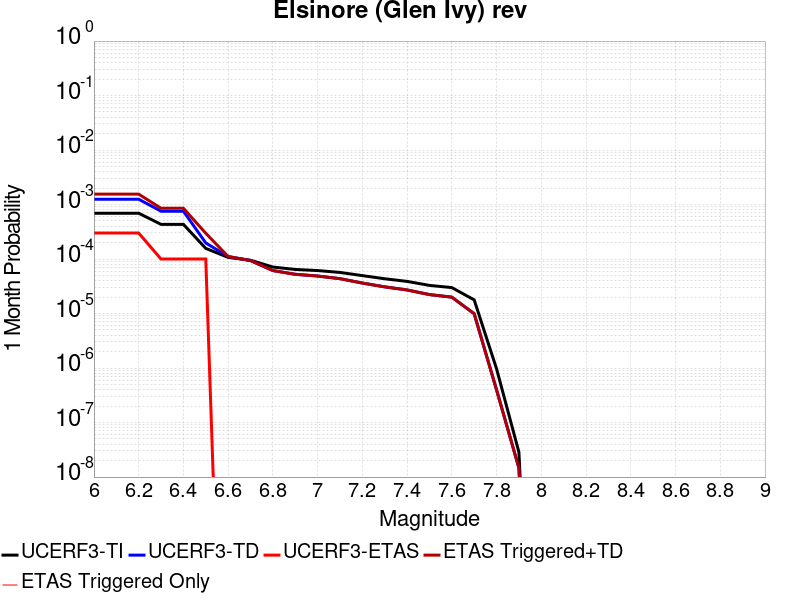 Elsinore (Glen Ivy) rev
10^0
10^-1
10^-2
10^-3
10^-4
10^-5
10^-6
10^-7
10^-8
1 Month Probability
6 6.2 6.4 6.6 6.8 7 7.2 7.4 7.6 7.8 8 8.2 8.4 8.6 8.8 9
Magnitude
UCERF3-TI UCERF3-TD UCERF3-ETAS ETAS Triggered+TD
ETAS Triggered Only